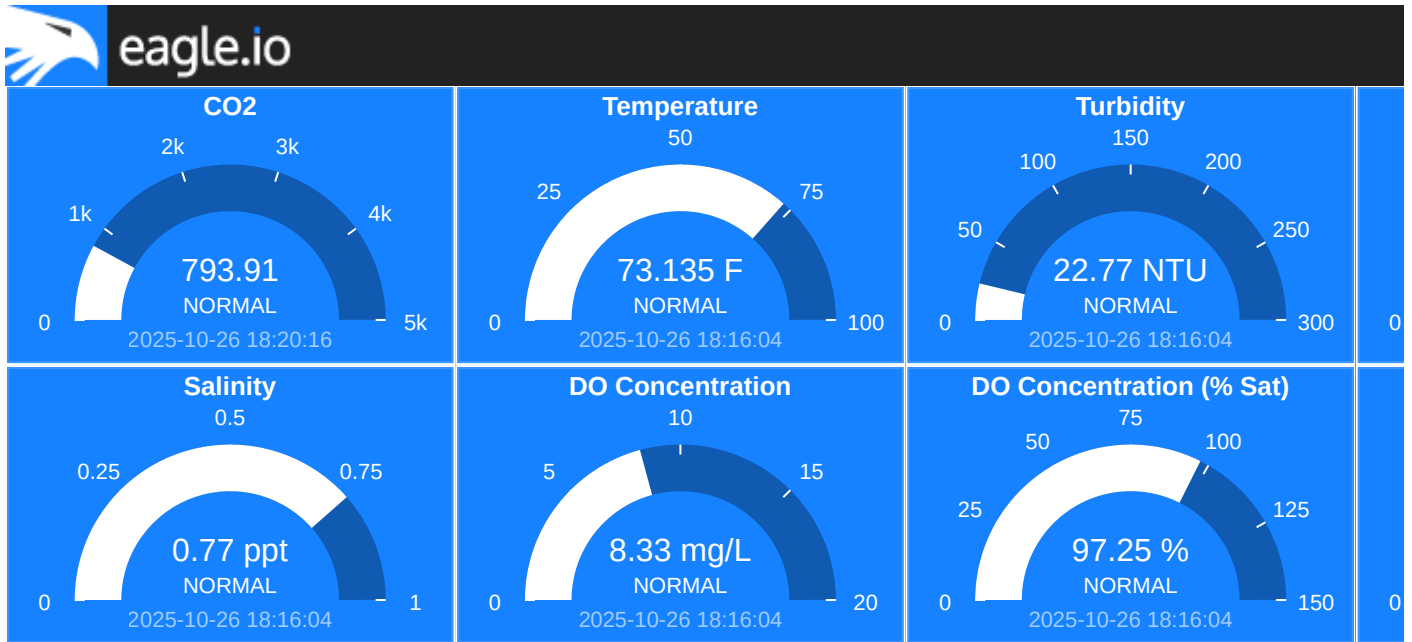 eagle.io
CO2
2k
3k
1k
4k
793.91
NORMAL
0
5k
2025-10-26 18:20:16
Temperature
50
25
75
73.135 F
NORMAL
0
100
2025-10-26 18:16:04
Turbidity
150
100
200
50
250
22.77 NTU
NORMAL
0
300
2025-10-26 18:16:04
0
Salinity
0.5
0.25
0.75
0.77 ppt
NORMAL
0
1
2025-10-26 18:16:04
DO Concentration
10
5
15
8.33 mg/L
NORMAL
0
20
2025-10-26 18:16:04
DO Concentration (% Sat)
75
50
100
25
125
97.25 %
NORMAL
0
150
2025-10-26 18:16:04
0